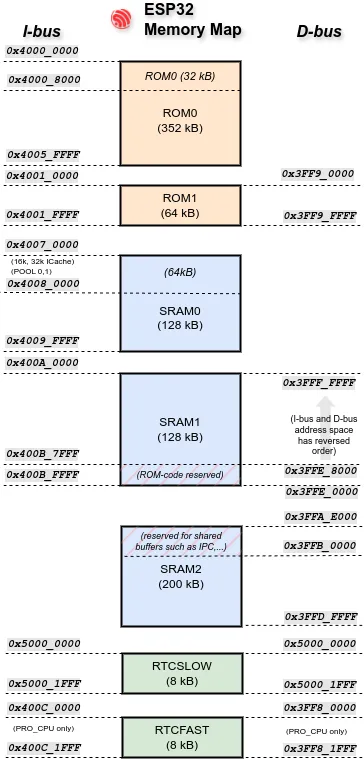 ESP32
Memory Map
I-bus
D-bus
0x4000_0000
0x4000_8000
ROM0 (32 kB)
ROM0
(352 kB)
0x4005_FFFF
0x4001_0000
0x3FF9_0000
ROM1
(64 kB)
0x4001_FFFF
0x3FF9_FFFF
0x4007_0000
(16k, 32k ICache)
(POOL 0,1)
(64kB)
0x4008_0000
SRAM0
(128 kB)
0x4009_FFFF
0x400A_0000
0x3FFF_FFFF
SRAM1
(128 kB)
(I-bus and D-bus
address space
has reversed
order)
0x400B_7FFF
0x400B_FFFF
(ROM-code reserved)
0x3FFE_8000
0x3FFE_0000
0x3FFA_E000
(reserved for shared
buffers such as IPC,...)
0x3FFB_0000
SRAM2
(200 kB)
0x3FFD_FFFF
0x5000_0000
0x5000_0000
RTCSLOW
(8 kB)
0x5000_1FFF
0x5000_1FFF
0x400C_0000
0x3FF8_0000
(PRO_CPU only)
RTCFAST
(8 kB)
(PRO_CPU only)
0x400C_1FFF
0x3FF8_1FFF